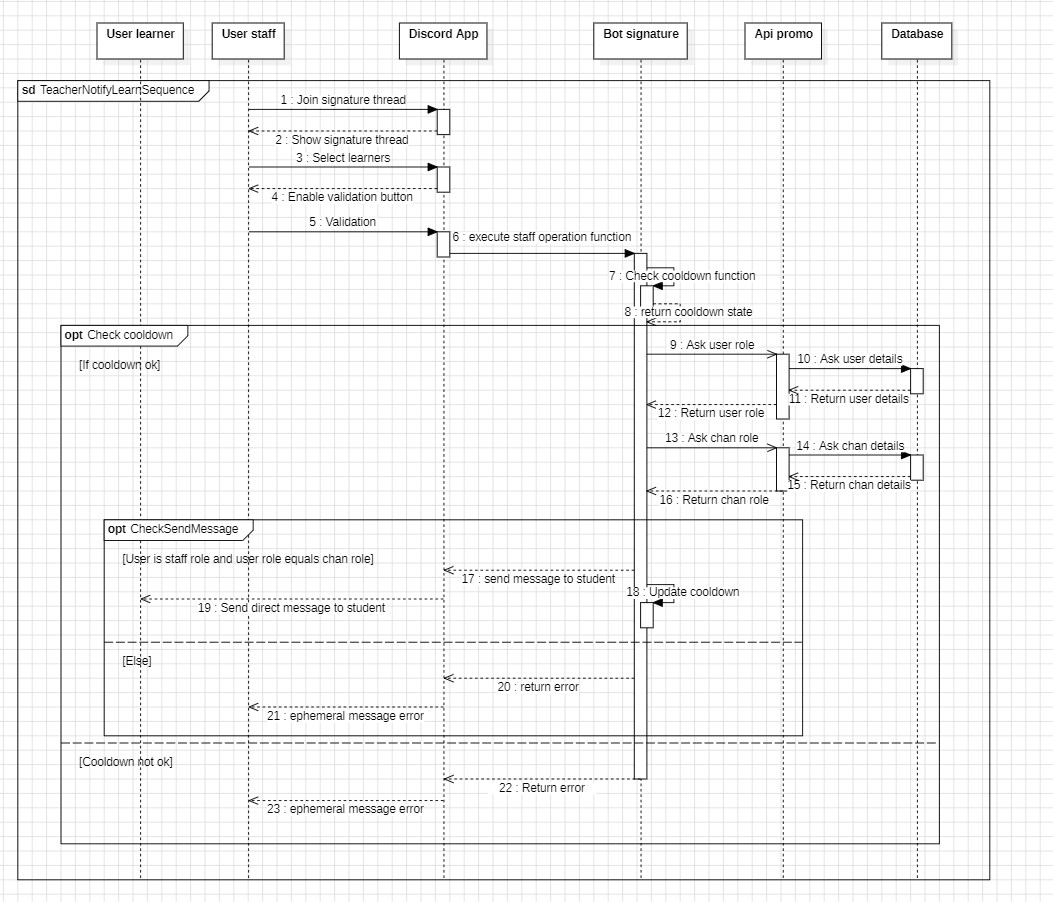 User learner
User staff
Discord App
Bot signature
Api promo
Database
sd TeacherNotifyLearnSequence
1 : Join signature thread
2 : Show signature thread
3 : Select learners
4 : Enable validation button
5 : Validation
6 : execute staff operation function
7 : Check cooldown function
8 : return cooldown state
opt Check cooldown
[If cooldown ok]
9 : Ask user role
10 : Ask user details
11 : Return user details
12 : Return user role
13 : Ask chan role
14 : Ask chan details
15 : Return chan details
16 : Return chan role
opt CheckSendMessage
[User is staff role and user role equals chan role]
17 : send message to student
18 : Update cooldown
19 : Send direct message to student
[Else]
20 : return error
21 : ephemeral message error
[Cooldown not ok]
22 : Return error
23 : ephemeral message error